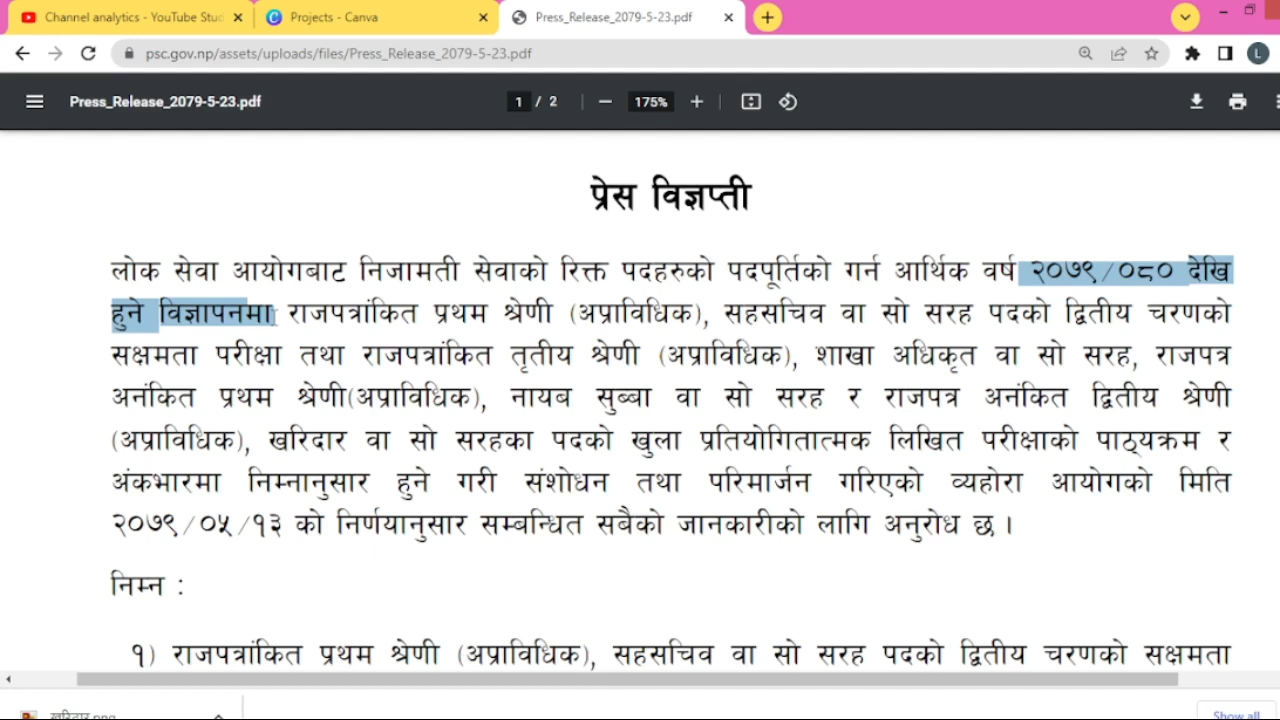 Channel analytics - YouTube Stud
Projects - Canva
Press_Release_2079-5-23.pdf
psc.gov.np/assets/uploads/files/Press_Release_2079-5-23.pdf
L
Press_Release_2079-5-23.pdf
1 / 2
175%
प्रेस विज्ञप्ती
लोक सेवा आयोगबाट निजामती सेवाको रिक्त पदहरुको पदपूर्तिको गर्न आर्थिक वर्ष २०७९/०८० देखि
हुने विज्ञापनमा राजपत्रांकित प्रथम श्रेणी (अप्राविधिक), सहसचिव वा सो सरह पदको द्वितीय चरणको
सक्षमता परीक्षा तथा राजपत्रांकित तृतीय श्रेणी (अप्राविधिक), शाखा अधिकृत वा सो सरह, राजपत्र
अनंकित प्रथम श्रेणी(अप्राविधिक), नायब सुब्बा वा सो सरह र राजपत्र अनंकित द्वितीय श्रेणी
(अप्राविधिक), खरिदार वा सो सरहका पदको खुला प्रतियोगितात्मक लिखित परीक्षाको पाठ्यक्रम र
अंकभारमा निम्नानुसार हुने गरी संशोधन तथा परिमार्जन गरिएको व्यहोरा आयोगको मिति
२०७९/०५/१३ को निर्णयानुसार सम्बन्धित सबैको जानकारीको लागि अनुरोध छ ।
निम्न :
१) राजपत्रांकित प्रथम श्रेणी (अप्राविधिक), सहसचिव वा सो सरह पदको द्वितीय चरणको सक्षमता
खरिदार.png
Show all